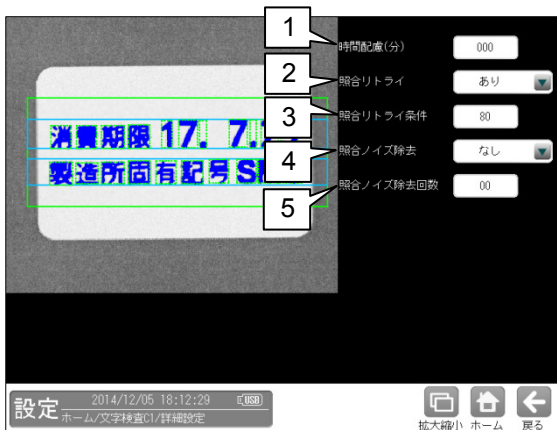 1
時間配慮(分) 000
2
照合リトライ あり
3
照合リトライ条件 80
4
照合ノイズ除去 なし
5
照合ノイズ除去回数 00
消費期限 17. 7.
製造所固有記号S
設定 2014/12/05 18:12:29 USB
ホーム/文字検査C1/詳細設定
拡大縮小 ホーム 戻る